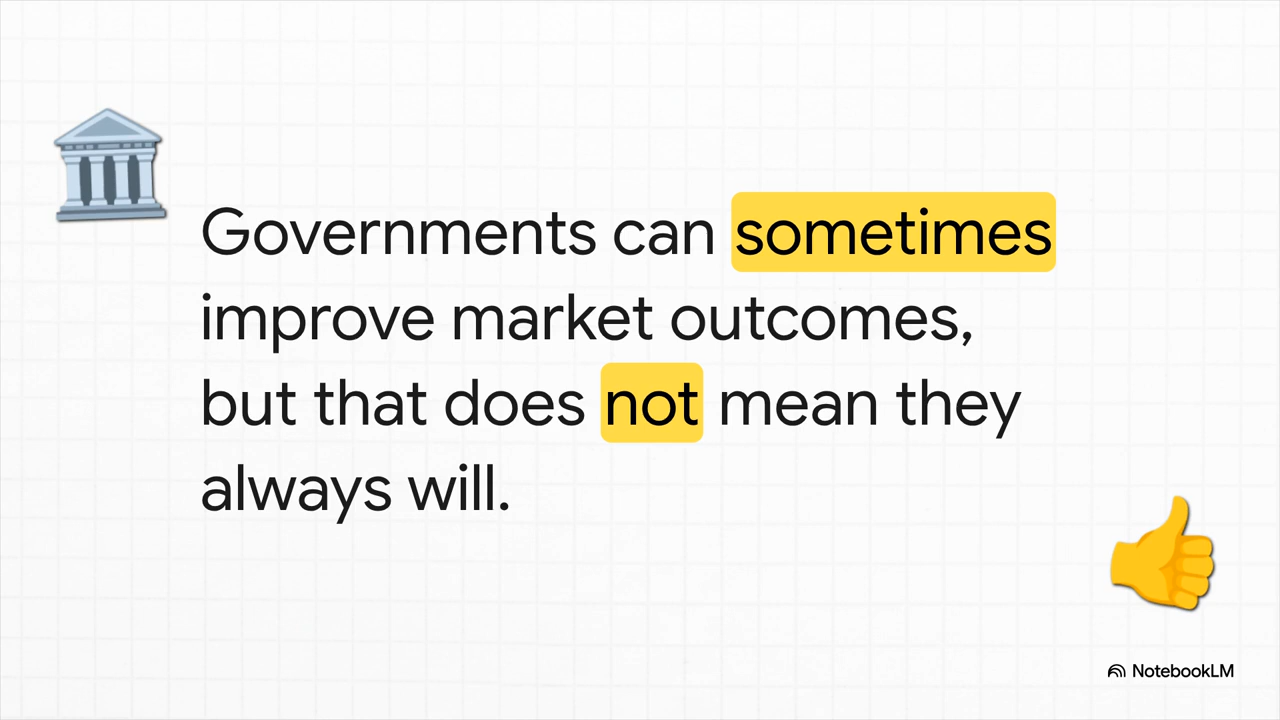 Governments can sometimes
improve market outcomes,
but that does not mean they
always will.
NotebookLM